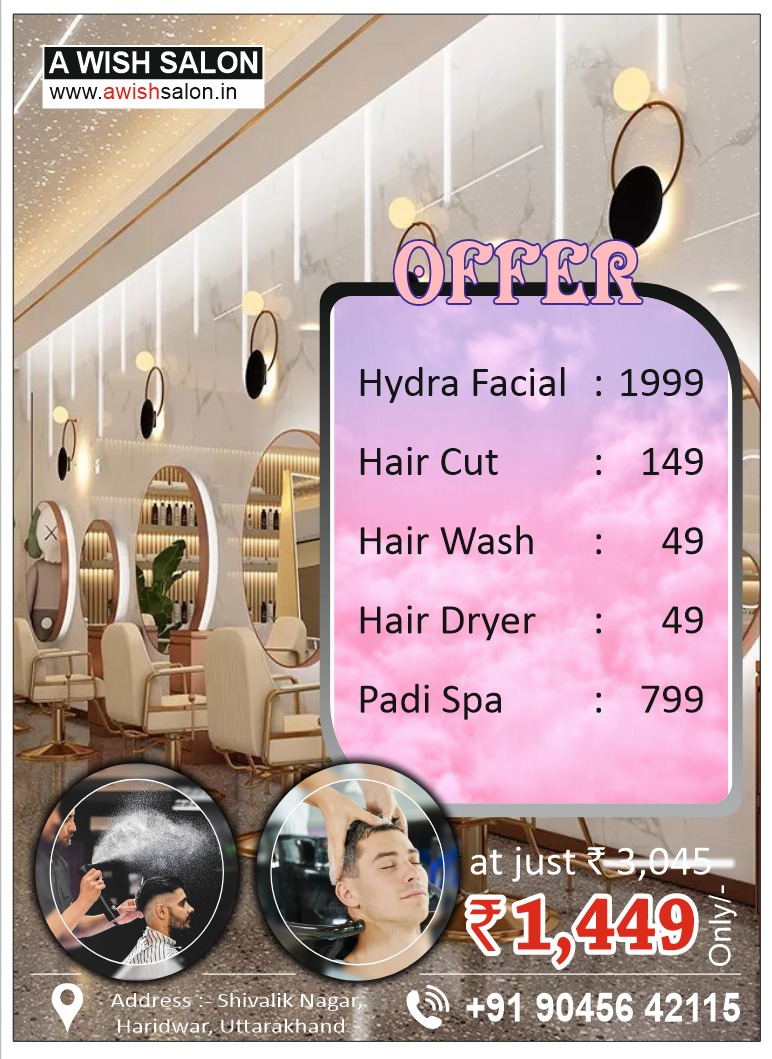 A WISH SALON
www.awishsalon.in
OFFER
Hydra Facial : 1999
Hair Cut : 149
Hair Wash : 49
Hair Dryer : 49
Padi Spa : 799
at just ₹ 3,045
₹1,449 Only/-
Address :- Shivalik Nagar,
Haridwar, Uttarakhand
+91 90456 42115